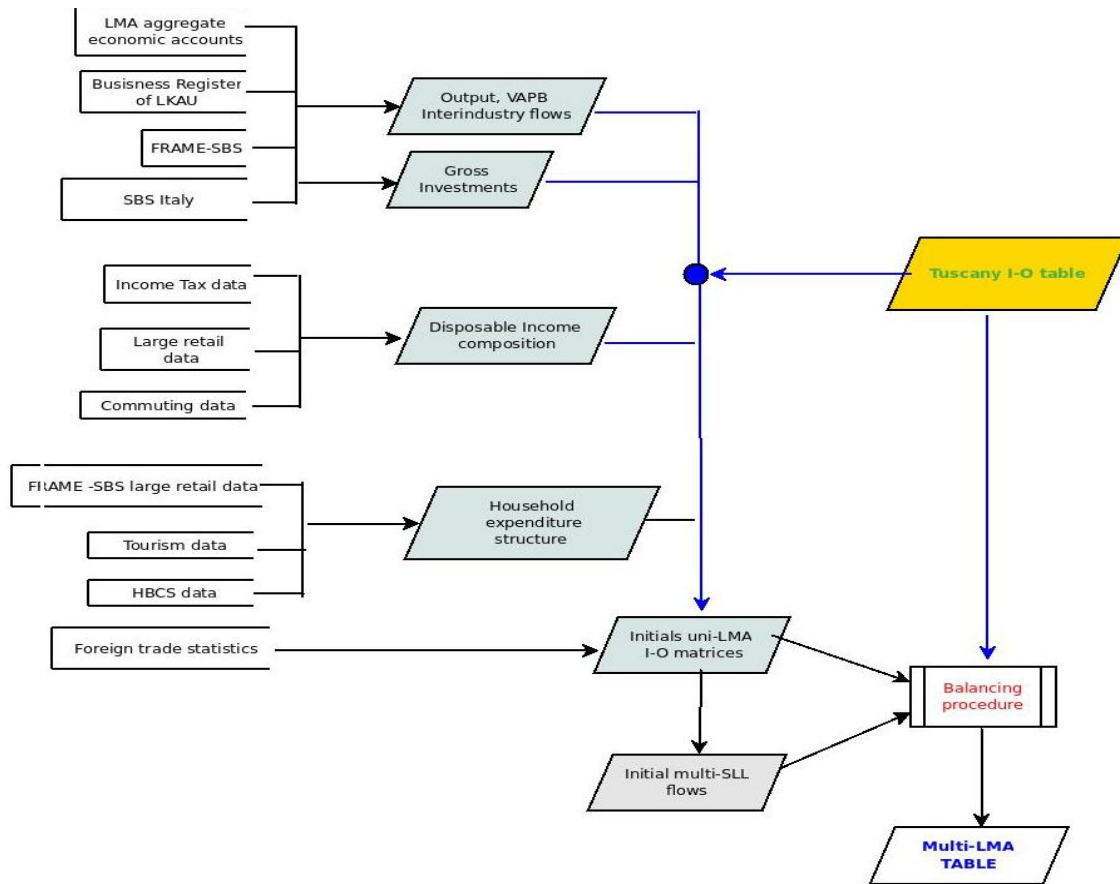 LMA aggregate
economic accounts
Busisness Register
of LKAU
FRAME-SBS
SBS Italy
Output, VAPB
Interindustry flows
Gross
Investments
Tuscany I-O table
Income Tax data
Large retail
data
Commuting data
Disposable Income
composition
FRAME -SBS large retail data
Tourism data
HBCS data
Household
expenditure
structure
Foreign trade statistics
Initials uni-LMA
I-O matrices
Balancing
procedure
Initial multi-SLL
flows
Multi-LMA
TABLE